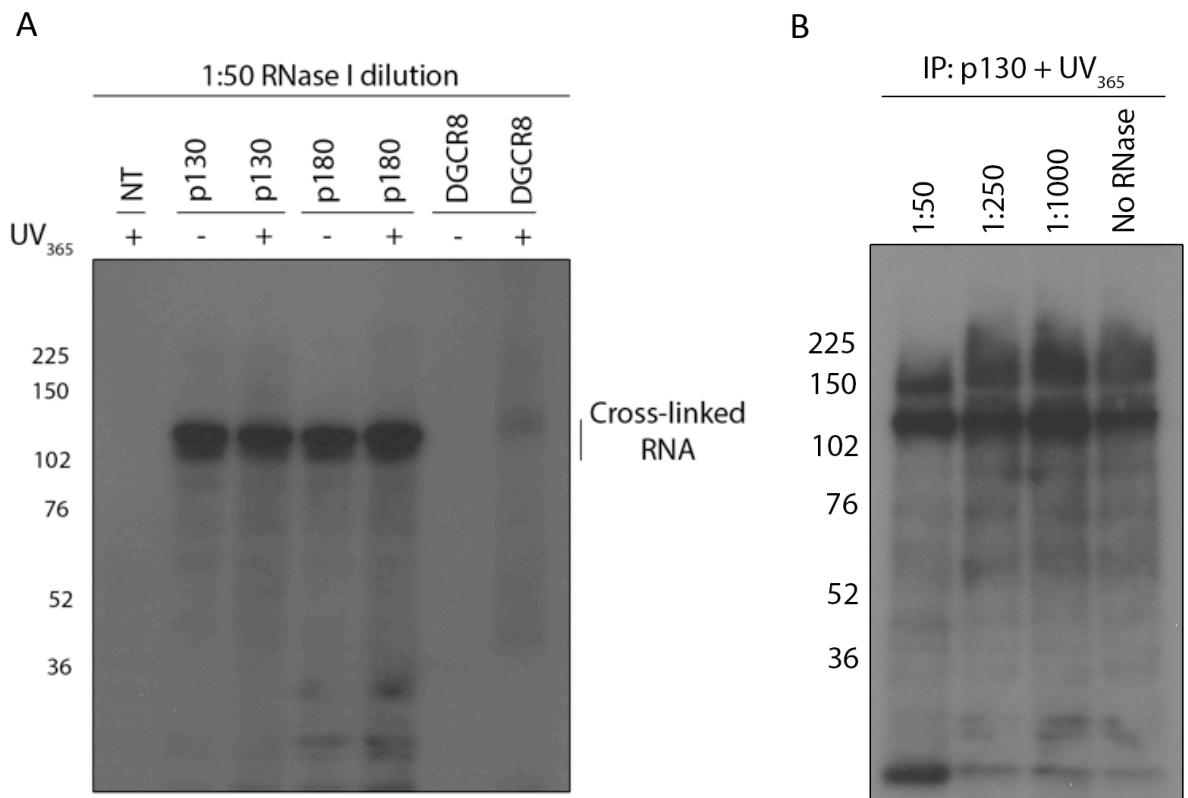 A
1:50 RNase I dilution
NT
p130
p130
p180
p180
DGCR8
DGCR8
UV365
+
-
+
-
+
-
+
225
150
102
76
52
36
Cross-linked
RNA
B
IP: p130 + UV365
1:50
1:250
1:1000
No RNase
225
150
102
76
52
36